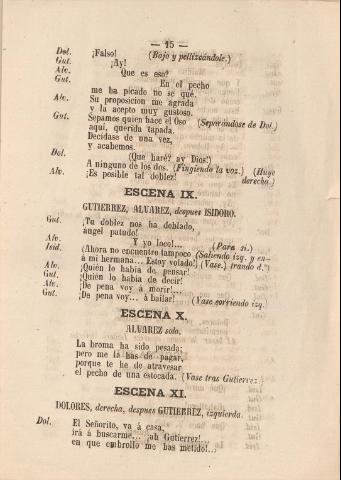 — 15 —
Dol. ¡Falso! (Bajo y pellizcándole.)
Gut. ¡Ay!
Alv. Que es eso?
Gut. En el pecho
me ha picado no se qué.
Alv. Su proposicion me agrada
y la acepto muy gustoso.
Gut. Sepamos quien hace el Oso (Separándose de Dol.)
aquí, querida tapada.
Decídase de una vez,
y acabemos.
Dol. (Que haré? ay Dios!)
A ninguno de los dos. (Fingiendo la voz.) (Huye
Alv. ¡Es posible tal doblez! derecha.)
ESCENA IX.
GUTIERREZ, ALVAREZ, despues ISIDORO.
Gut. ¡Tu doblez nos ha doblado,
ángel patudo!
Alv. Y yo loco!... (Para si.)
Isid. (Ahora no encuentro tampoco (Saliendo izq. y en-
á mi hermana... Estoy volado!) (Vase.) trando d.ª)
Alv. ¡Quién lo habia de pensar!
Gut. ¡Quién lo habia de decir!
Alv. ¡De pena voy á morir!...
Gut. ¡De pena voy... á bailar! (Vase sonriendo izq.)
ESCENA X.
ALVAREZ solo.
La broma ha sido pesada;
pero me la has de pagar,
porque te he de atravesar
el pecho de una estocada. (Vase tras Gutierrez)
ESCENA XI.
DOLORES, derecha, despues GUTIERREZ, izquierda.
Dol. El Señorito, va á casa,
irá á buscarme... ¡ah Gutierrez!...
en que embrollo me has metido!...